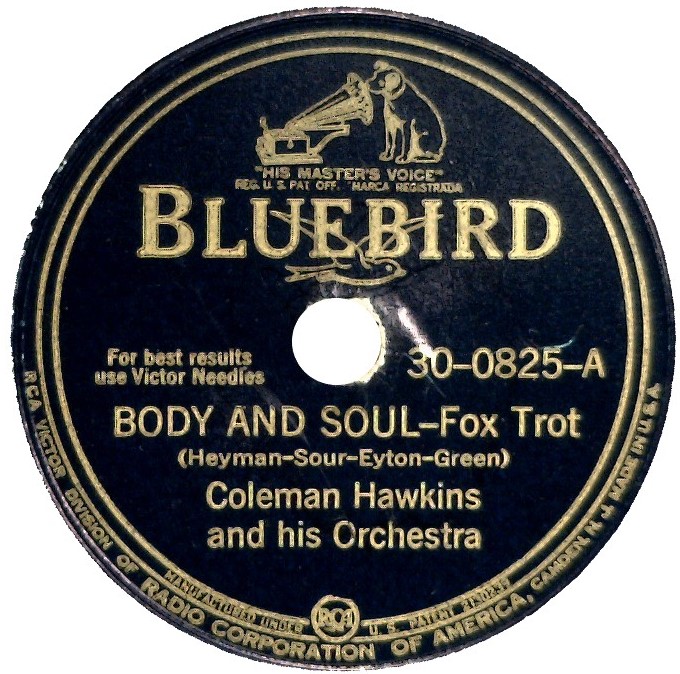 "HIS MASTER'S VOICE"
REG. U. S. PAT. OFF. MARCA REGISTRADA
BLUEBIRD
For best results
use Victor Needles
30-0825-A
BODY AND SOUL–Fox Trot
(Heyman-Sour-Eyton-Green)
Coleman Hawkins
and his Orchestra
MANUFACTURED UNDER RCA U. S. PATENT
RCA VICTOR DIVISION OF RADIO CORPORATION OF AMERICA, CAMDEN, N. J. MADE IN U. S. A.